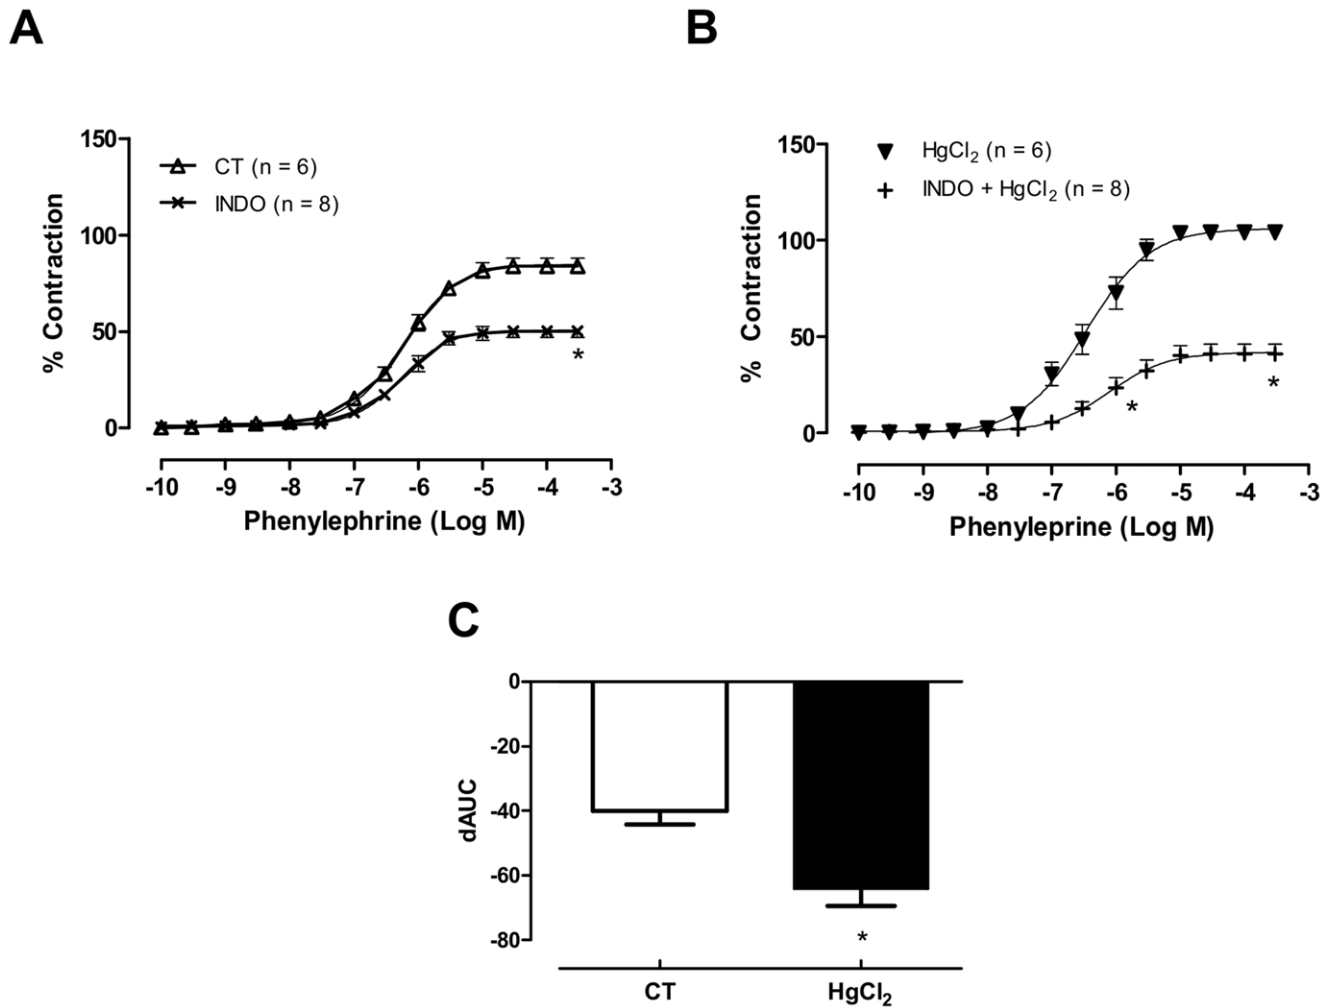 A
B
150
100
50
0
% Contraction
CT (n = 6)
INDO (n = 8)
*
-10 -9 -8 -7 -6 -5 -4 -3
Phenylephrine (Log M)
150
100
50
0
% Contraction
HgCl₂ (n = 6)
INDO + HgCl₂ (n = 8)
*
*
-10 -9 -8 -7 -6 -5 -4 -3
Phenyleprine (Log M)
C
0
-20
-40
-60
-80
dAUC
*
CT HgCl₂